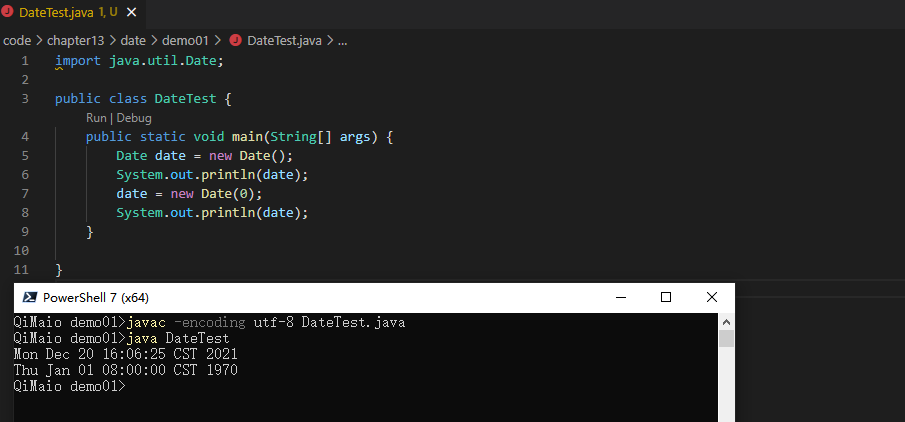 DateTest.java 1, U
code > chapter13 > date > demo01 > DateTest.java > ...
1 import java.util.Date;
2
3 public class DateTest {
Run | Debug
4 public static void main(String[] args) {
5 Date date = new Date();
6 System.out.println(date);
7 date = new Date(0);
8 System.out.println(date);
9 }
10
11 }
PowerShell 7 (x64)
QiMaio demo01>javac -encoding utf-8 DateTest.java
QiMaio demo01>java DateTest
Mon Dec 20 16:06:25 CST 2021
Thu Jan 01 08:00:00 CST 1970
QiMaio demo01>